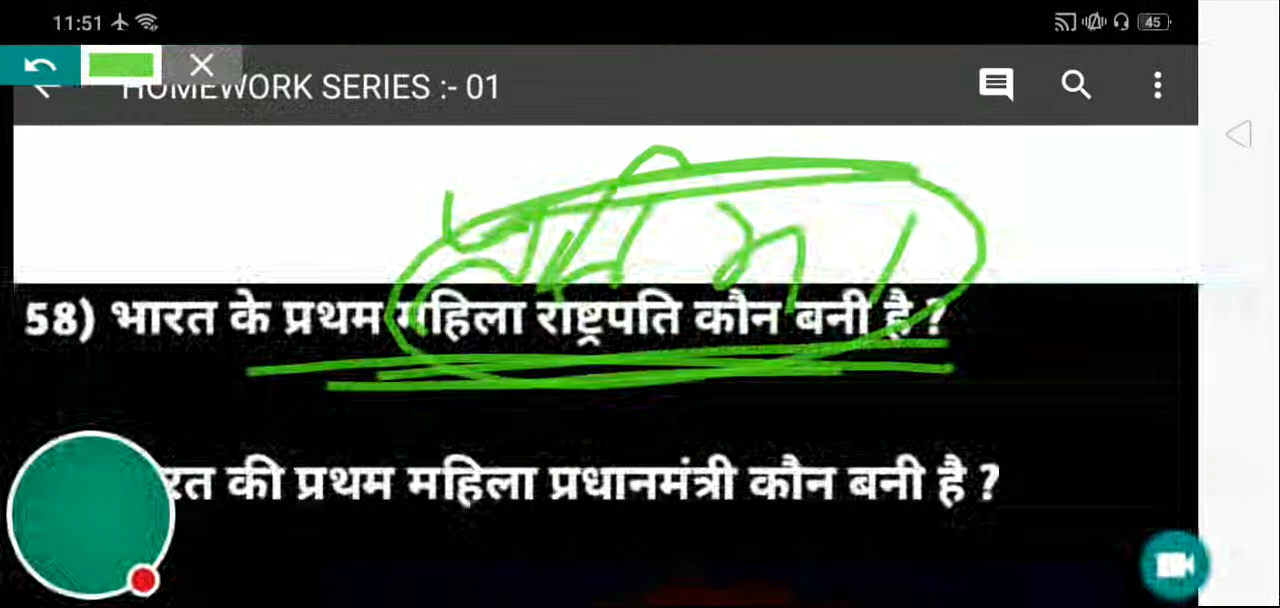 11:51
45
HOMEWORK SERIES :- 01
58) भारत के प्रथम महिला राष्ट्रपति कौन बनी है ?
रत की प्रथम महिला प्रधानमंत्री कौन बनी है ?